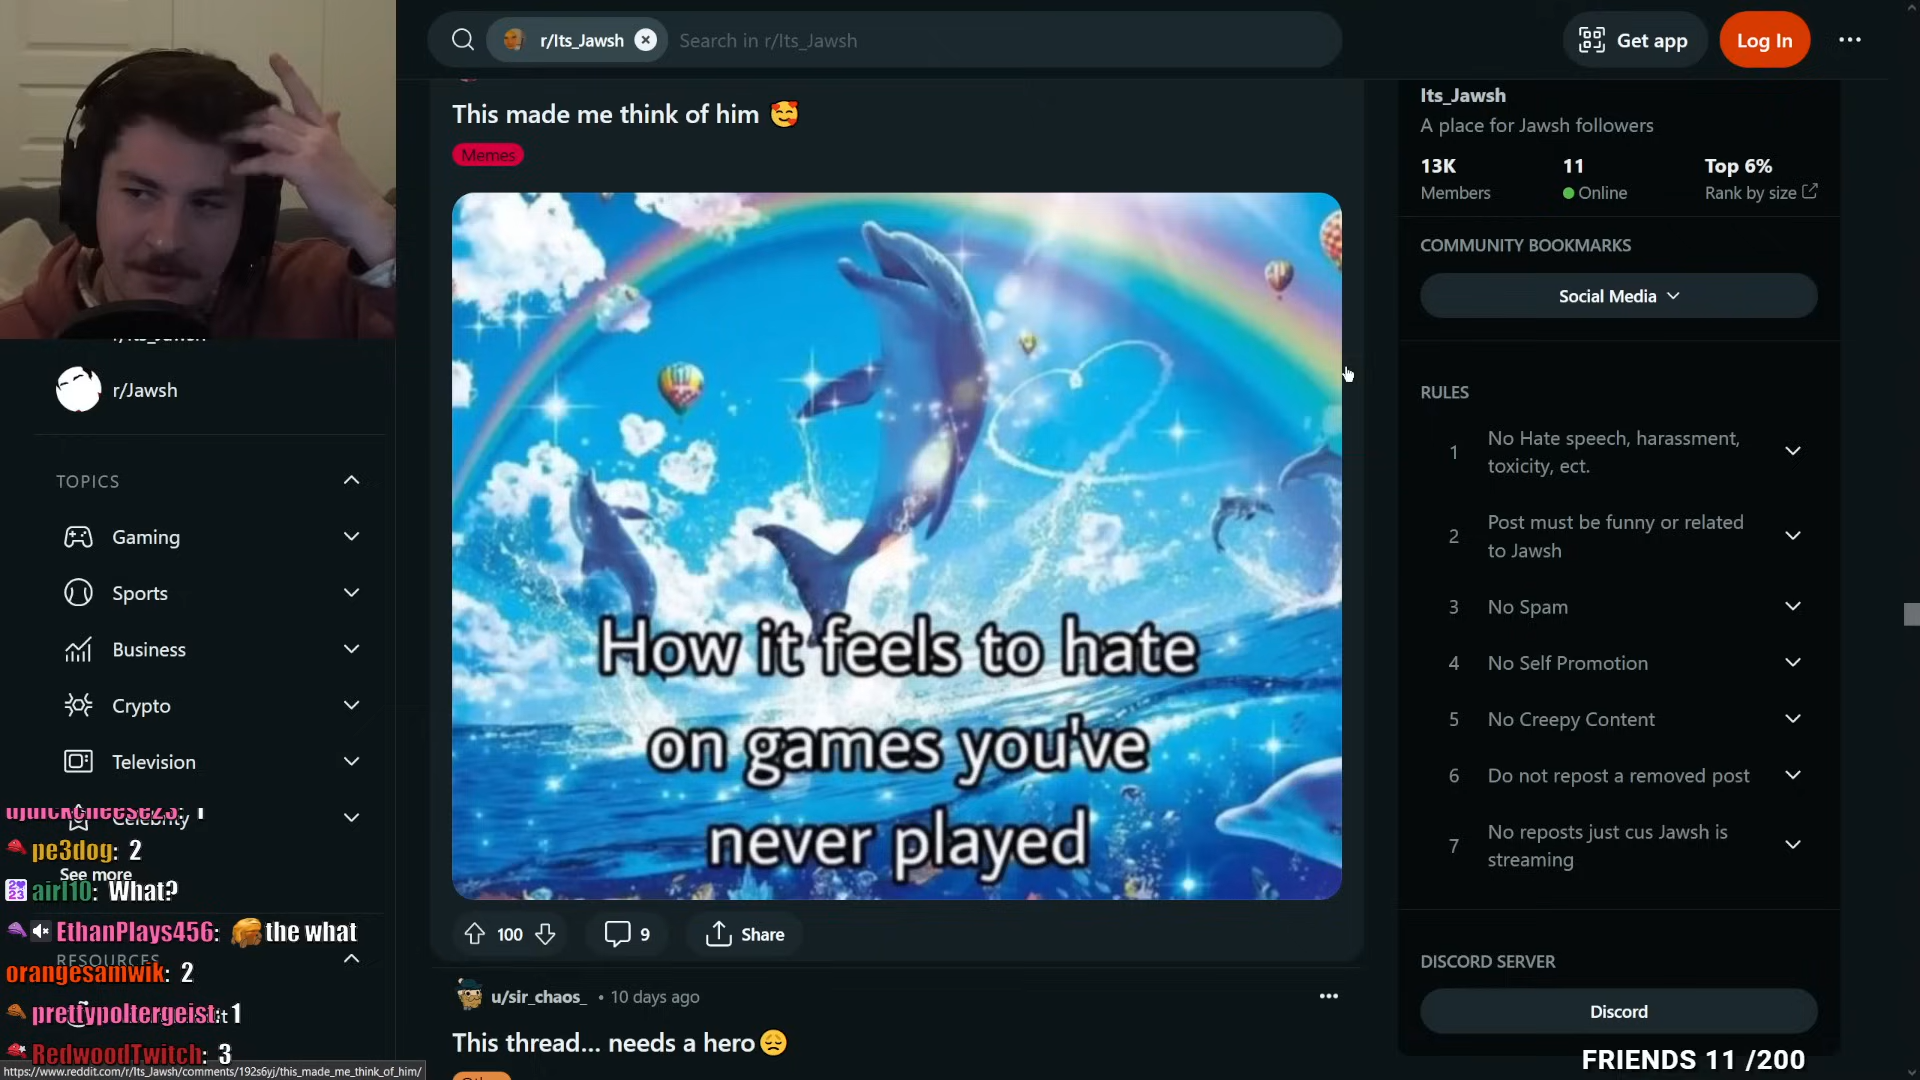 r/Its_Jawsh
Search in r/Its_Jawsh
Get app
Log In
This made me think of him
Memes
How it feels to hate
on games you've
never played
100
9
Share
u/sir_chaos_ • 10 days ago
This thread... needs a hero
r/Its_Jawsh
r/Jawsh
TOPICS
Gaming
Sports
Business
Crypto
Television
Celebrity
See more
RESOURCES
pe3dog: 2
airl10: What?
EthanPlays456: the what
orangesamwik: 2
prettypoltergeist: 1
RedwoodTwitch: 3
https://www.reddit.com/r/Its_Jawsh/comments/192s6yj/this_made_me_think_of_him/
Its_Jawsh
A place for Jawsh followers
13K
11
Top 6%
Members
Online
Rank by size
COMMUNITY BOOKMARKS
Social Media
RULES
1
No Hate speech, harassment,
toxicity, ect.
2
Post must be funny or related
to Jawsh
3
No Spam
4
No Self Promotion
5
No Creepy Content
6
Do not repost a removed post
7
No reposts just cus Jawsh is
streaming
DISCORD SERVER
Discord
FRIENDS 11 /200